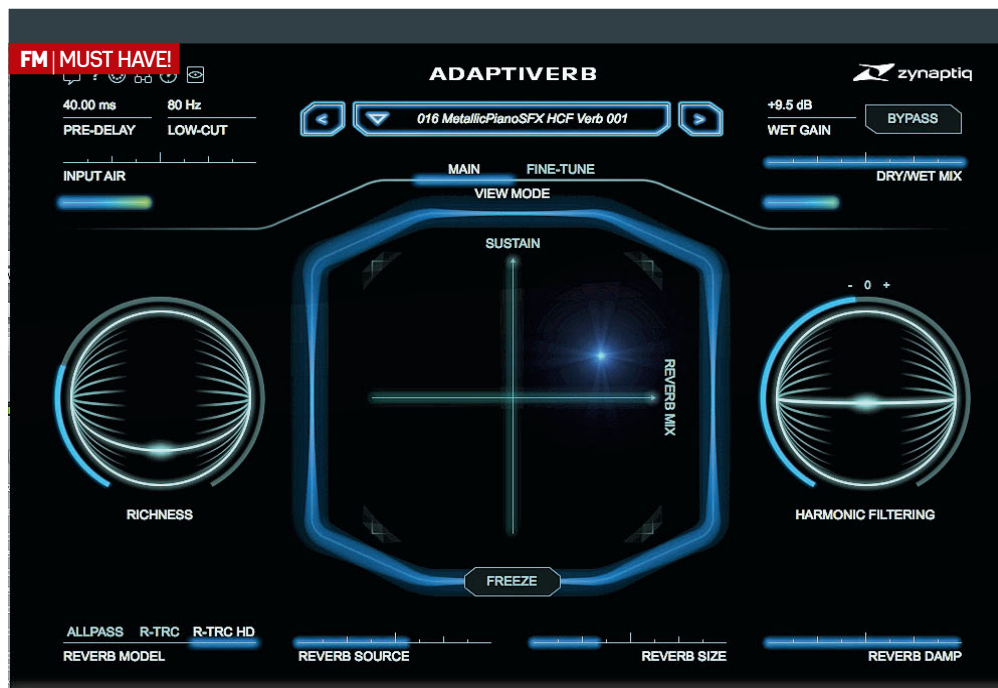 FM | MUST HAVE!
ADAPTIVERB
zynaptiq
40.00 ms
80 Hz
PRE-DELAY
LOW-CUT
< 016 MetallicPianoSFX HCF Verb 001 >
+9.5 dB
WET GAIN
BYPASS
INPUT AIR
MAIN
FINE-TUNE
VIEW MODE
DRY/WET MIX
SUSTAIN
REVERB MIX
- 0 +
RICHNESS
HARMONIC FILTERING
FREEZE
ALLPASS R-TRC R-TRC HD
REVERB MODEL
REVERB SOURCE
REVERB SIZE
REVERB DAMP